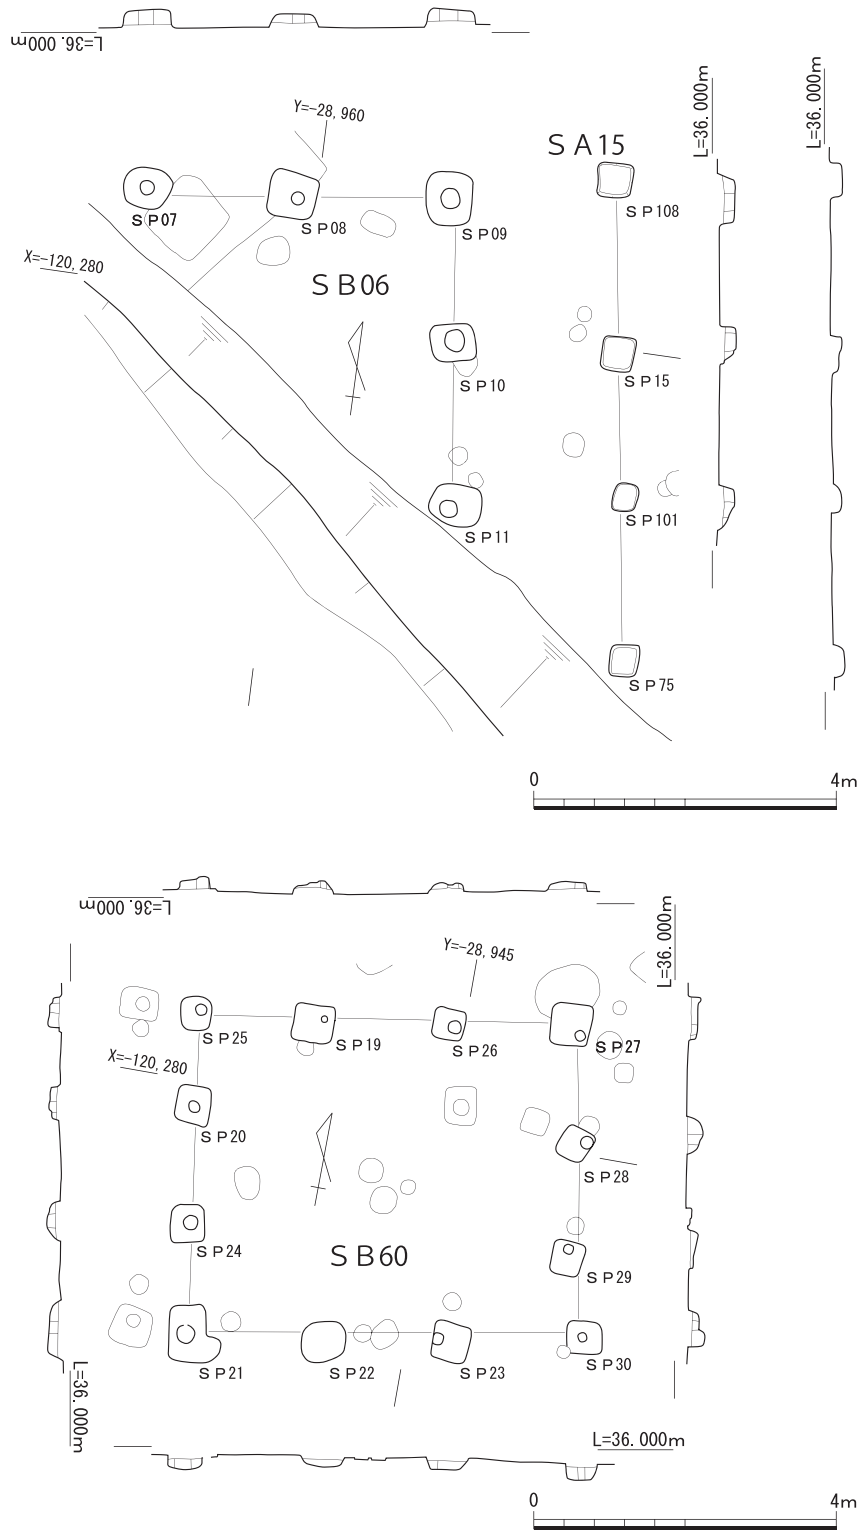 L=36.000m
Y=-28,960
L=36.000m
L=36.000m
SA15
SP07
SP08
SP09
SP108
X=-120,280
SB06
SP10
SP15
SP11
SP101
SP75
0 4m
L=36.000m
Y=-28,945
L=36.000m
SP25
SP19
SP26
SP27
X=-120,280
SP20
SP28
SP24
SB60
SP29
SP21
SP22
SP23
SP30
L=36.000m
L=36.000m
0 4m